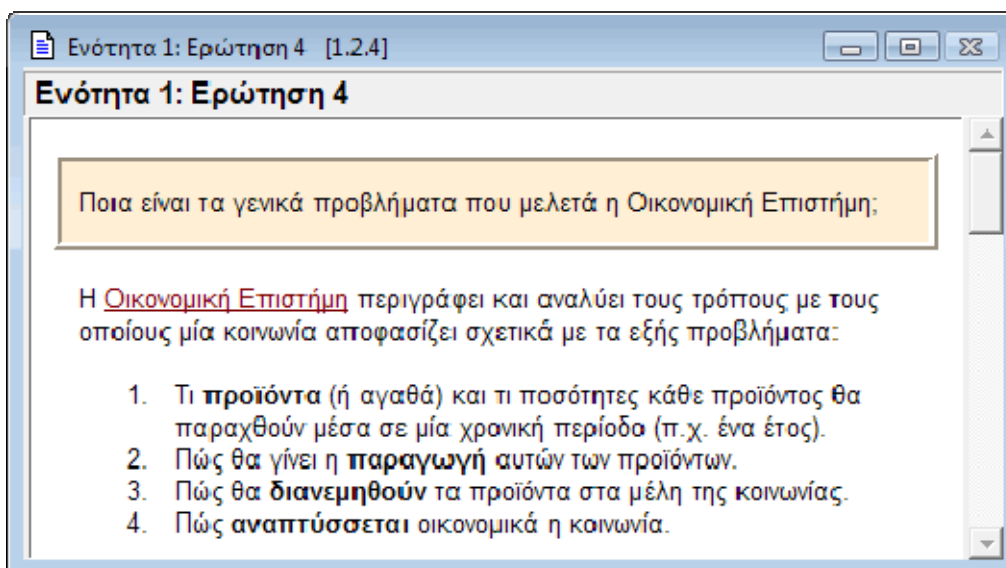 Ενότητα 1: Ερώτηση 4 [1.2.4]
Ενότητα 1: Ερώτηση 4
Ποια είναι τα γενικά προβλήματα που μελετά η Οικονομική Επιστήμη;
Η Οικονομική Επιστήμη περιγράφει και αναλύει τους τρόπους με τους
οποίους μία κοινωνία αποφασίζει σχετικά με τα εξής προβλήματα:
1. Τι προϊόντα (ή αγαθά) και τι ποσότητες κάθε προϊόντος θα
παραχθούν μέσα σε μία χρονική περίοδο (π.χ. ένα έτος).
2. Πώς θα γίνει η παραγωγή αυτών των προϊόντων.
3. Πώς θα διανεμηθούν τα προϊόντα στα μέλη της κοινωνίας.
4. Πώς αναπτύσσεται οικονομικά η κοινωνία.